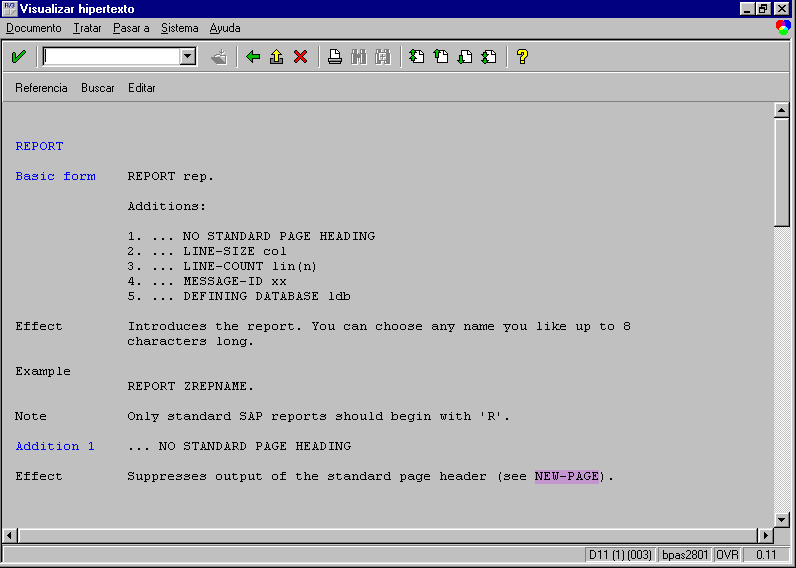 R/3 Visualizar hipertexto
Documento Tratar Pasar a Sistema Ayuda
Referencia Buscar Editar
REPORT
Basic form REPORT rep.
Additions:
1. ... NO STANDARD PAGE HEADING
2. ... LINE-SIZE col
3. ... LINE-COUNT lin(n)
4. ... MESSAGE-ID xx
5. ... DEFINING DATABASE ldb
Effect Introduces the report. You can choose any name you like up to 8
characters long.
Example
REPORT ZREPNAME.
Note Only standard SAP reports should begin with 'R'.
Addition 1 ... NO STANDARD PAGE HEADING
Effect Suppresses output of the standard page header (see NEW-PAGE).
D11 (1) (003) bpas2801 OVR 0.11